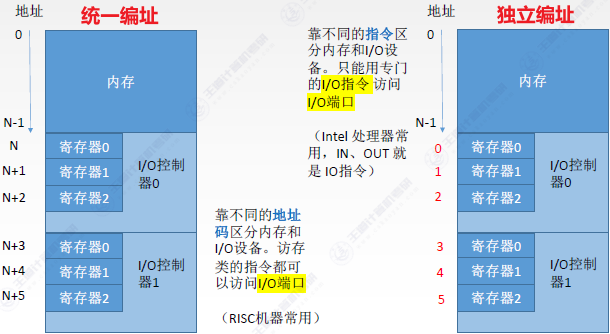 统一编址
地址
0
内存
N-1
N
寄存器0
N+1
寄存器1
N+2
寄存器2
I/O控制
器0
N+3
寄存器0
N+4
寄存器1
N+5
寄存器2
I/O控制
器1
靠不同的指令区
分内存和I/O设
备。只能用专门
的I/O指令 访问
I/O端口
（Intel 处理器常
用，IN、OUT 就
是 IO指令）
靠不同的地址
码区分内存和
I/O设备。访存
类的指令都可
以访问I/O端口
（RISC机器常用）
独立编址
地址
0
内存
N-1
0
寄存器0
1
寄存器1
2
寄存器2
I/O控制
器0
3
寄存器0
4
寄存器1
5
寄存器2
I/O控制
器1